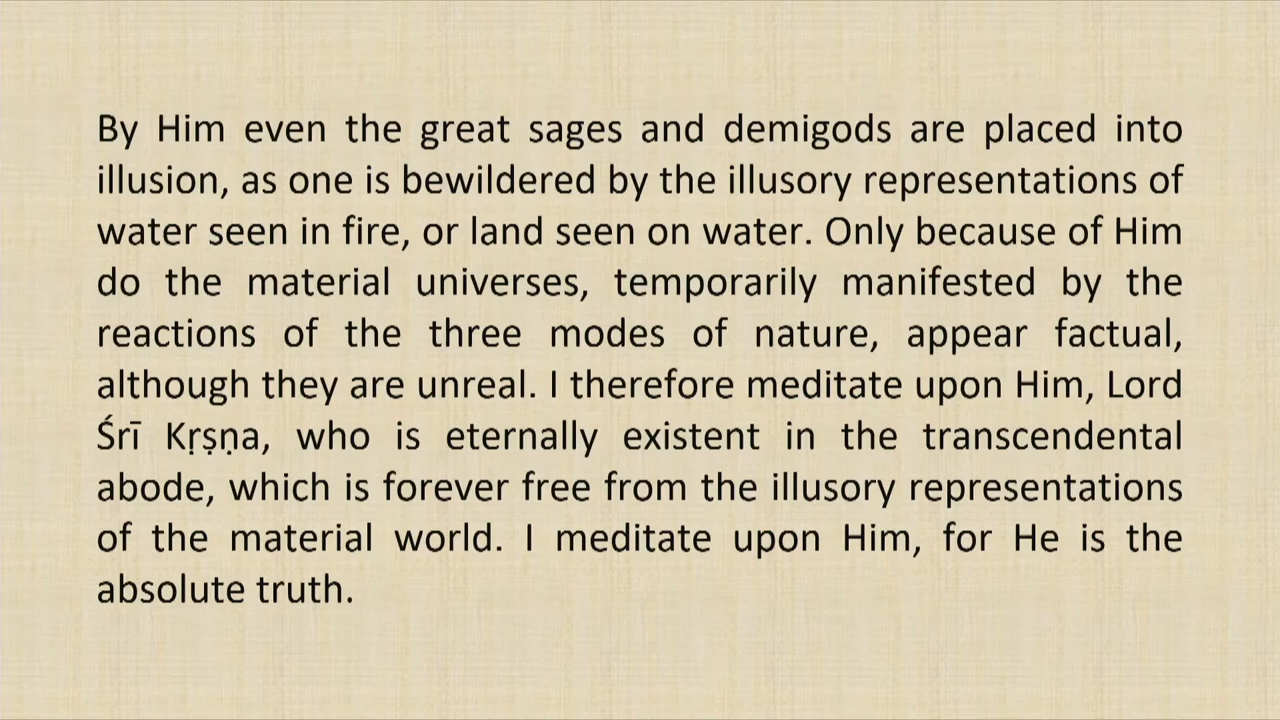 By Him even the great sages and demigods are placed into
illusion, as one is bewildered by the illusory representations of
water seen in fire, or land seen on water. Only because of Him
do the material universes, temporarily manifested by the
reactions of the three modes of nature, appear factual,
although they are unreal. I therefore meditate upon Him, Lord
Śrī Kṛṣṇa, who is eternally existent in the transcendental
abode, which is forever free from the illusory representations
of the material world. I meditate upon Him, for He is the
absolute truth.